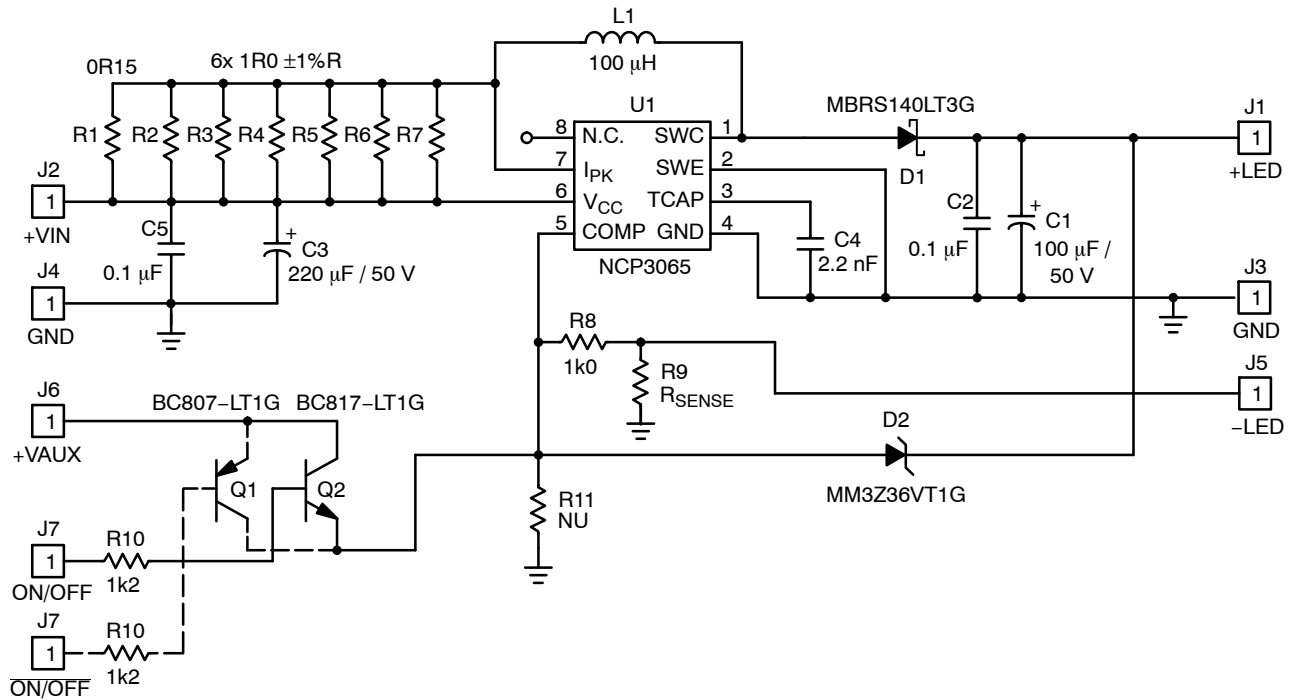 L1
100 μH
0R15
6x 1R0 ±1%R
R1
R2
R3
R4
R5
R6
R7
U1
8 N.C.
7 IPK
6 VCC
5 COMP
SWC 1
SWE 2
TCAP 3
GND 4
NCP3065
MBRS140LT3G
D1
J1
1
+LED
J2
1
+VIN
C5
0.1 μF
C3
220 μF / 50 V
C4
2.2 nF
C2
0.1 μF
+
C1
100 μF /
50 V
+
J4
1
GND
J3
1
GND
R8
1k0
R9
RSENSE
J5
1
−LED
J6
1
+VAUX
BC807−LT1G
BC817−LT1G
Q1
Q2
D2
MM3Z36VT1G
R11
NU
J7
1
ON/OFF
R10
1k2
J7
1
ON/OFF
R10
1k2